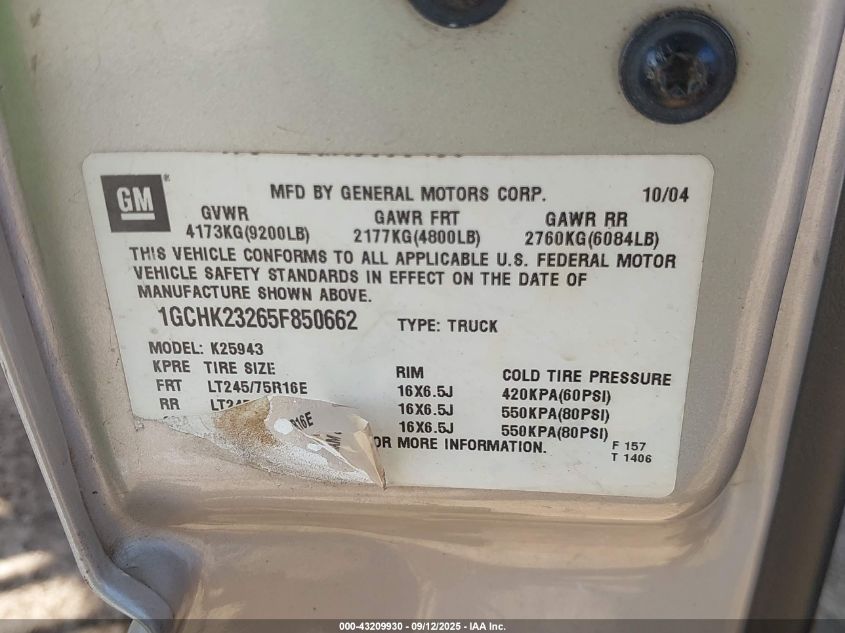 GM MFD BY GENERAL MOTORS CORP. 10/04
GVWR GAWR FRT GAWR RR
4173KG(9200LB) 2177KG(4800LB) 2760KG(6084LB)
THIS VEHICLE CONFORMS TO ALL APPLICABLE U.S. FEDERAL MOTOR
VEHICLE SAFETY STANDARDS IN EFFECT ON THE DATE OF
MANUFACTURE SHOWN ABOVE.
1GCHK23265F850662 TYPE: TRUCK
MODEL: K25943
KPRE TIRE SIZE RIM COLD TIRE PRESSURE
FRT LT245/75R16E 16X6.5J 420KPA(60PSI)
RR 16X6.5J 550KPA(80PSI)
R16E 16X6.5J 550KPA(80PSI)
OR MORE INFORMATION. F 157
T 1406
000-43209930 - 09/12/2025 - IAA Inc.